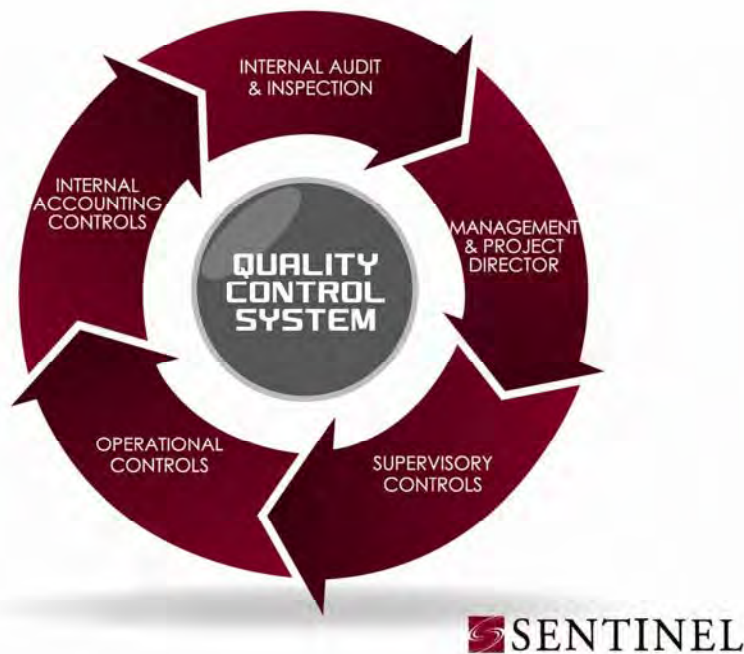 INTERNAL AUDIT
& INSPECTION
INTERNAL
ACCOUNTING
CONTROLS
MANAGEMENT
& PROJECT
DIRECTOR
QUALITY
CONTROL
SYSTEM
OPERATIONAL
CONTROLS
SUPERVISORY
CONTROLS
SENTINEL